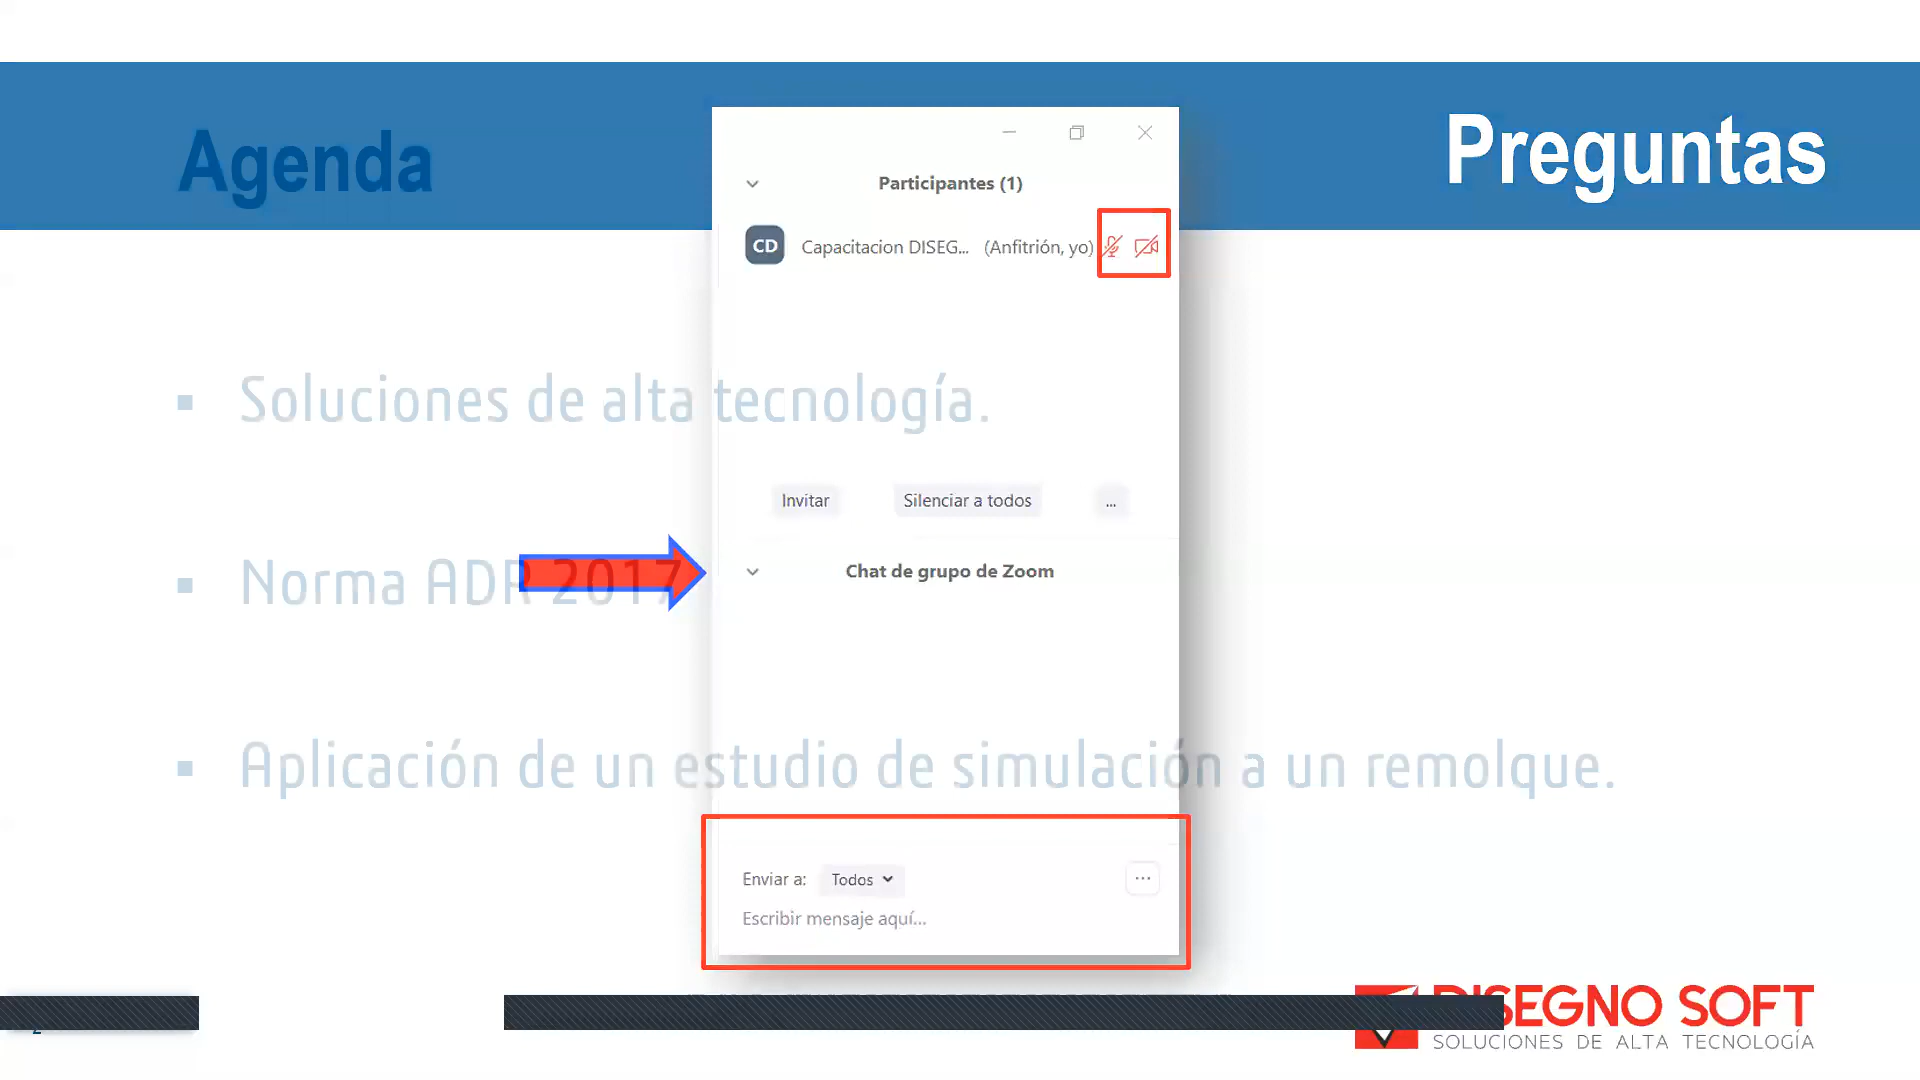 Agenda
Preguntas
Participantes (1)
CD Capacitacion DISEG... (Anfitrión, yo)
▪ Soluciones de alta tecnología.
Invitar Silenciar a todos ...
▪ Norma ADR 2017
Chat de grupo de Zoom
▪ Aplicación de un estudio de simulación a un remolque.
Enviar a: Todos ...
Escribir mensaje aquí...
2
DISEGNO SOFT
SOLUCIONES DE ALTA TECNOLOGÍA